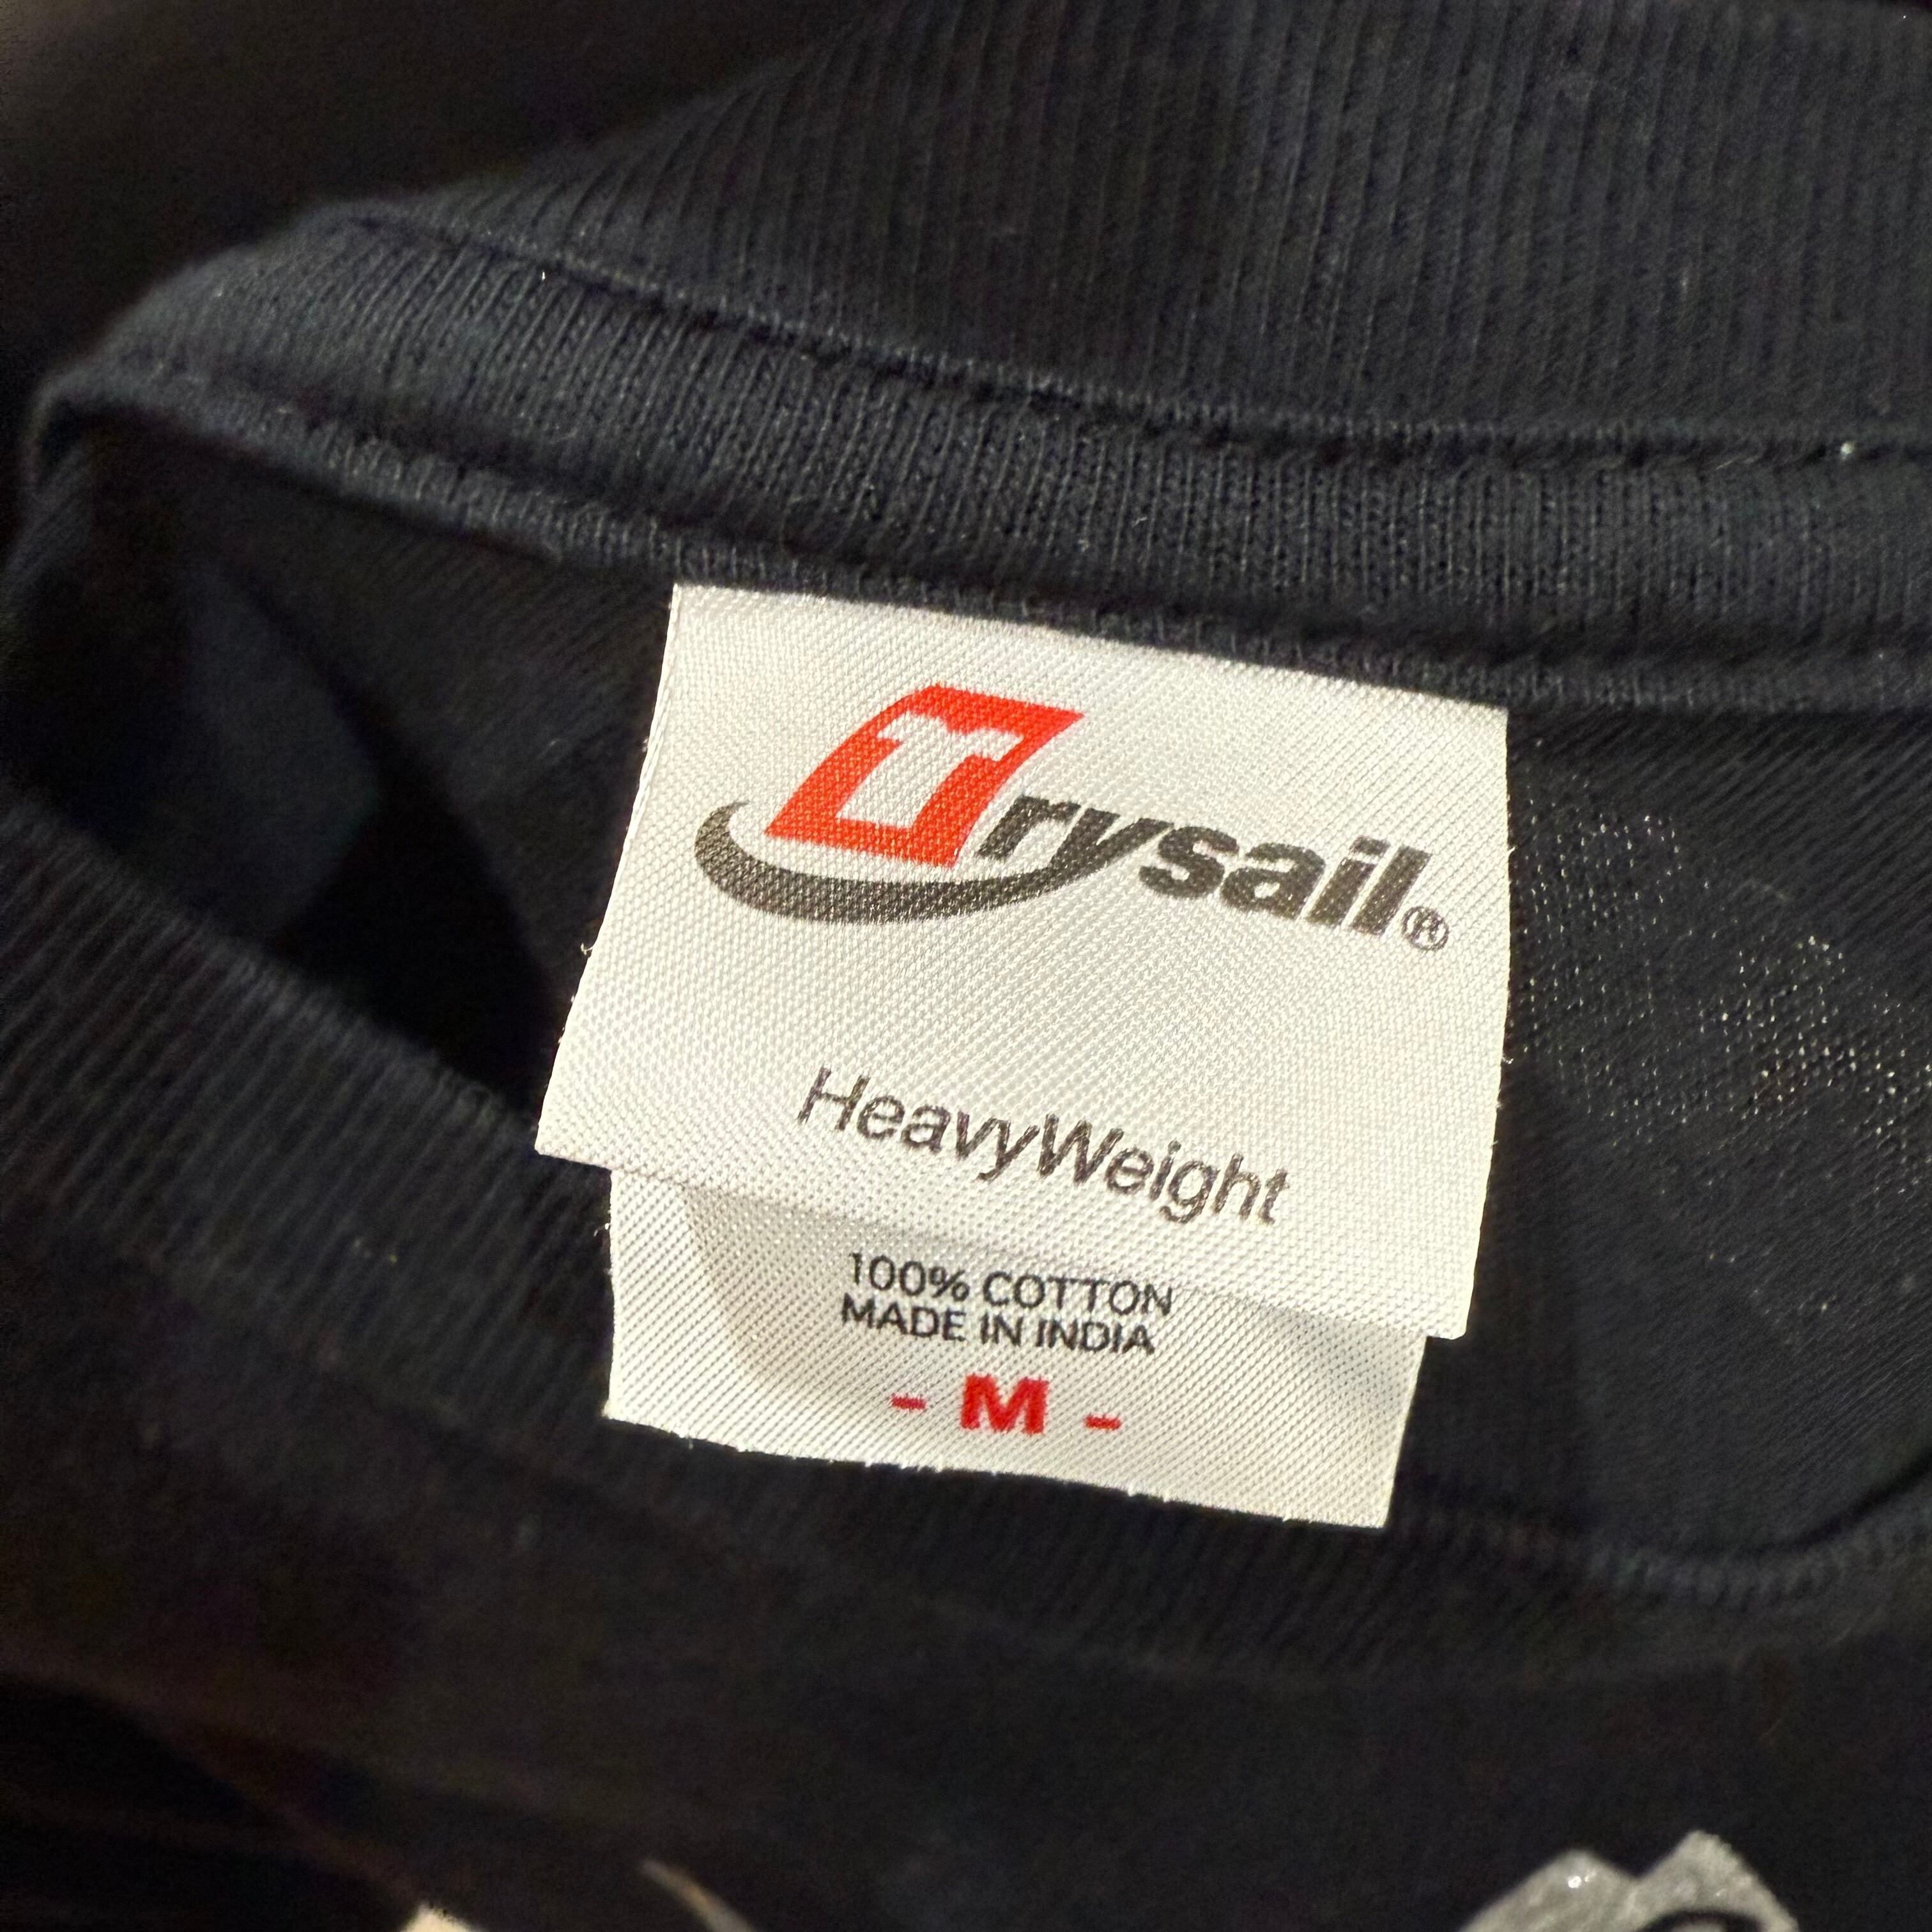 Trysail®
HeavyWeight
100% COTTON
MADE IN INDIA
- M -